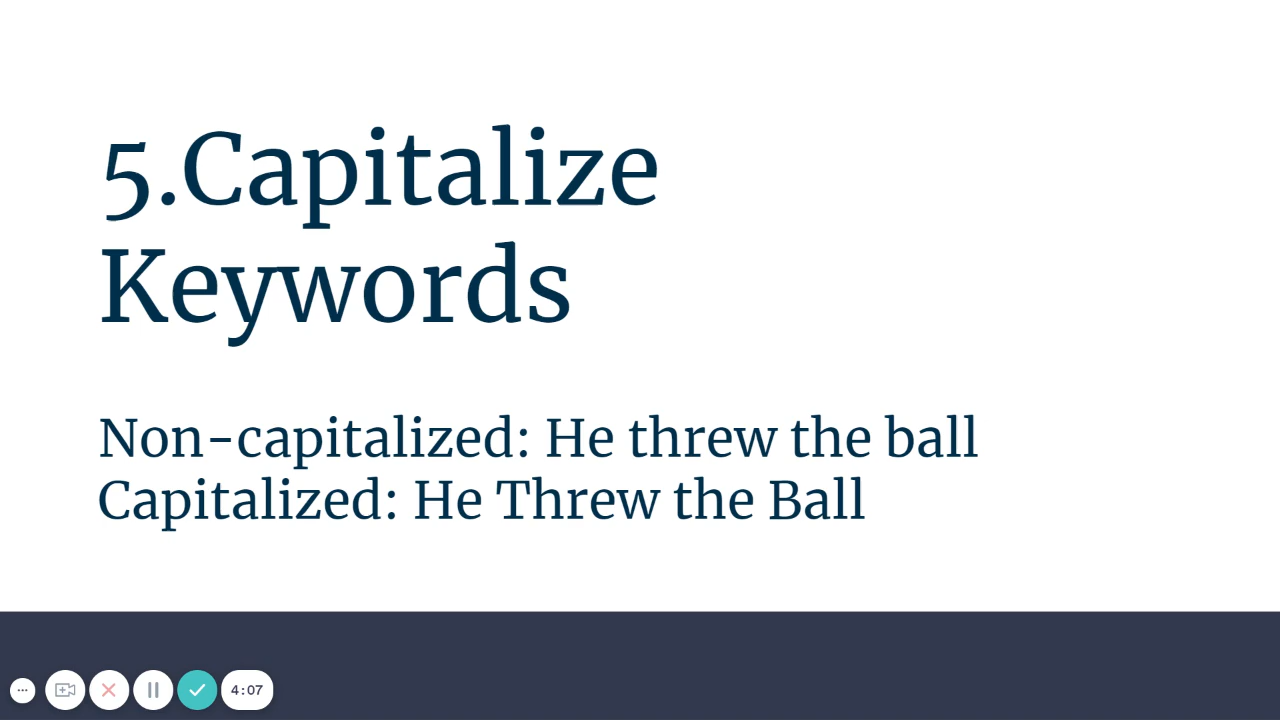 5.Capitalize
Keywords
Non-capitalized: He threw the ball
Capitalized: He Threw the Ball
4:07